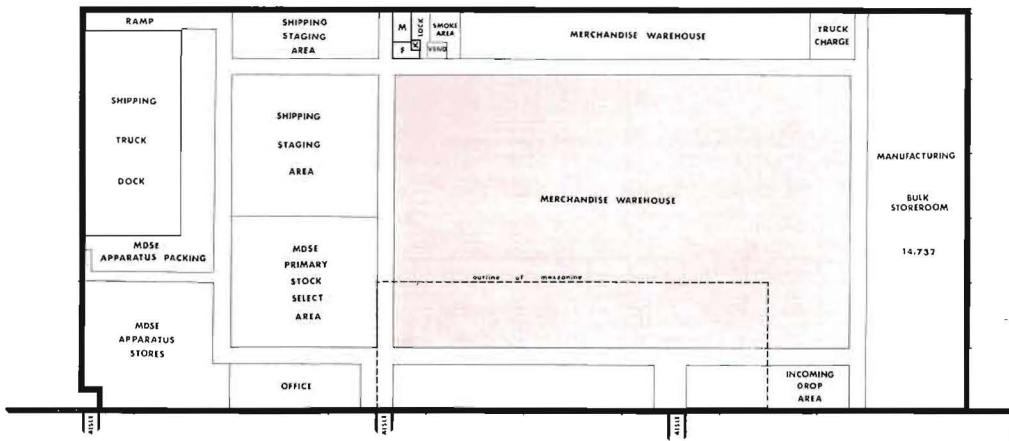 RAMP
SHIPPING
STAGING
AREA
M
F
LOCK
SMOKE
AREA
VEND
MERCHANDISE WAREHOUSE
TRUCK
CHARGE
SHIPPING
TRUCK
DOCK
SHIPPING
STAGING
AREA
MERCHANDISE WAREHOUSE
MANUFACTURING
BULK
STOREROOM
14.737
MDSE
APPARATUS PACKING
MDSE
PRIMARY
STOCK
SELECT
AREA
outline of mezzanine
MDSE
APPARATUS
STORES
OFFICE
INCOMING
DROP
AREA
AISLE
AISLE
AISLE